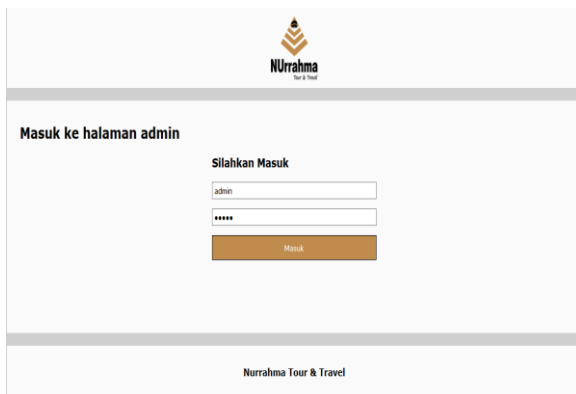 NUrrahma
Tour & Travel
Masuk ke halaman admin
Silahkan Masuk
admin
•••••
Masuk
Nurrahma Tour & Travel